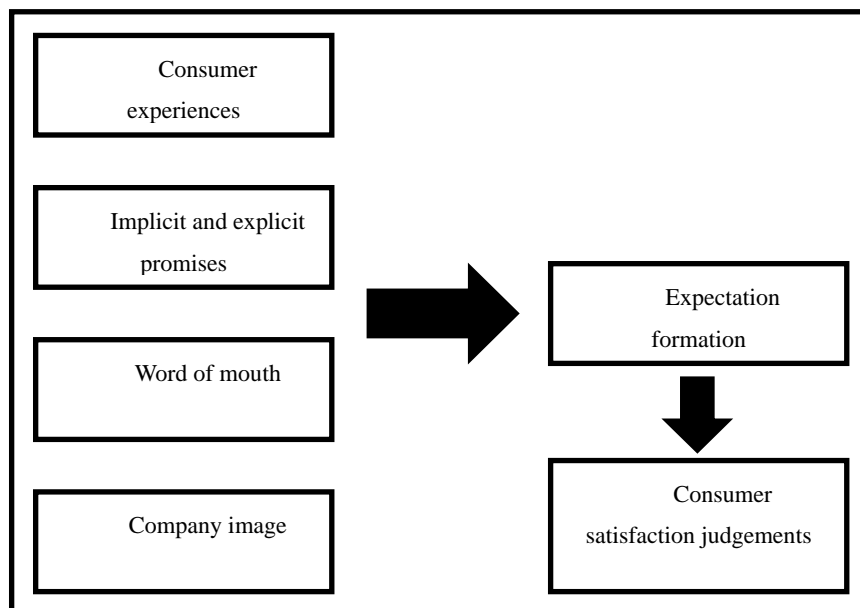 Consumer
experiences
Implicit and explicit
promises
Word of mouth
Company image
Expectation
formation
Consumer
satisfaction judgements